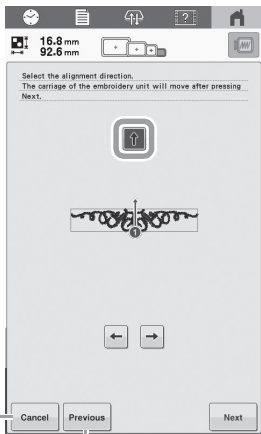 16.8 mm
92.6 mm
Select the alignment direction.
The carriage of the embroidery unit will move after pressing
Next.
1
Cancel
Previous
Next